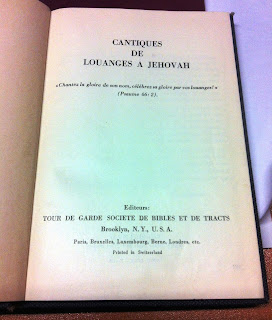 CANTIQUES
DE
LOUANGES A JEHOVAH
«Chantez la gloire de son nom, célébrez sa gloire par vos louanges!»
(Psaume 66: 2).
Editeurs:
TOUR DE GARDE SOCIETE DE BIBLES ET DE TRACTS
Brooklyn, N. Y., U. S. A.
Paris, Bruxelles, Luxembourg, Berne, Londres, etc.
Printed in Switzerland